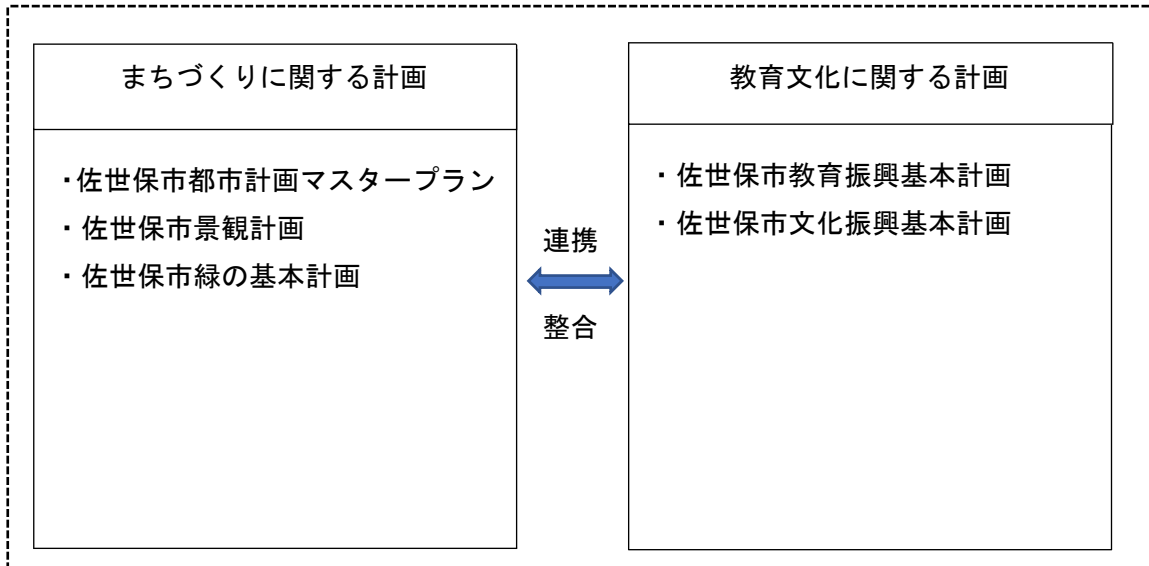 まちづくりに関する計画
・佐世保市都市計画マスタープラン
・佐世保市景観計画
・佐世保市緑の基本計画
連携
整合
教育文化に関する計画
・佐世保市教育振興基本計画
・佐世保市文化振興基本計画